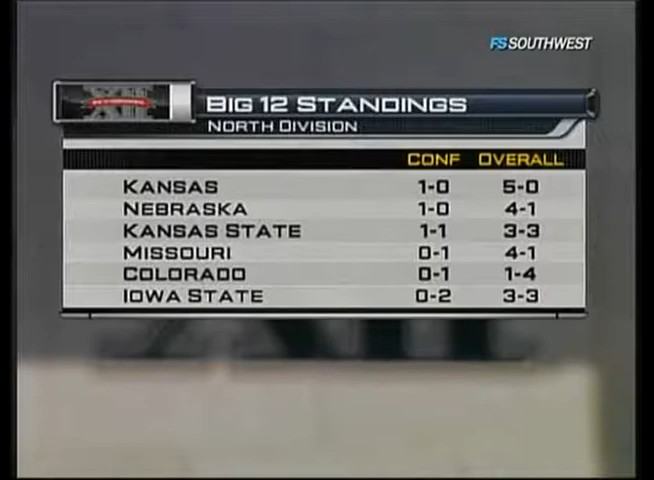 FS SOUTHWEST
BIG 12 STANDINGS
NORTH DIVISION
CONF OVERALL
KANSAS 1-0 5-0
NEBRASKA 1-0 4-1
KANSAS STATE 1-1 3-3
MISSOURI 0-1 4-1
COLORADO 0-1 1-4
IOWA STATE 0-2 3-3